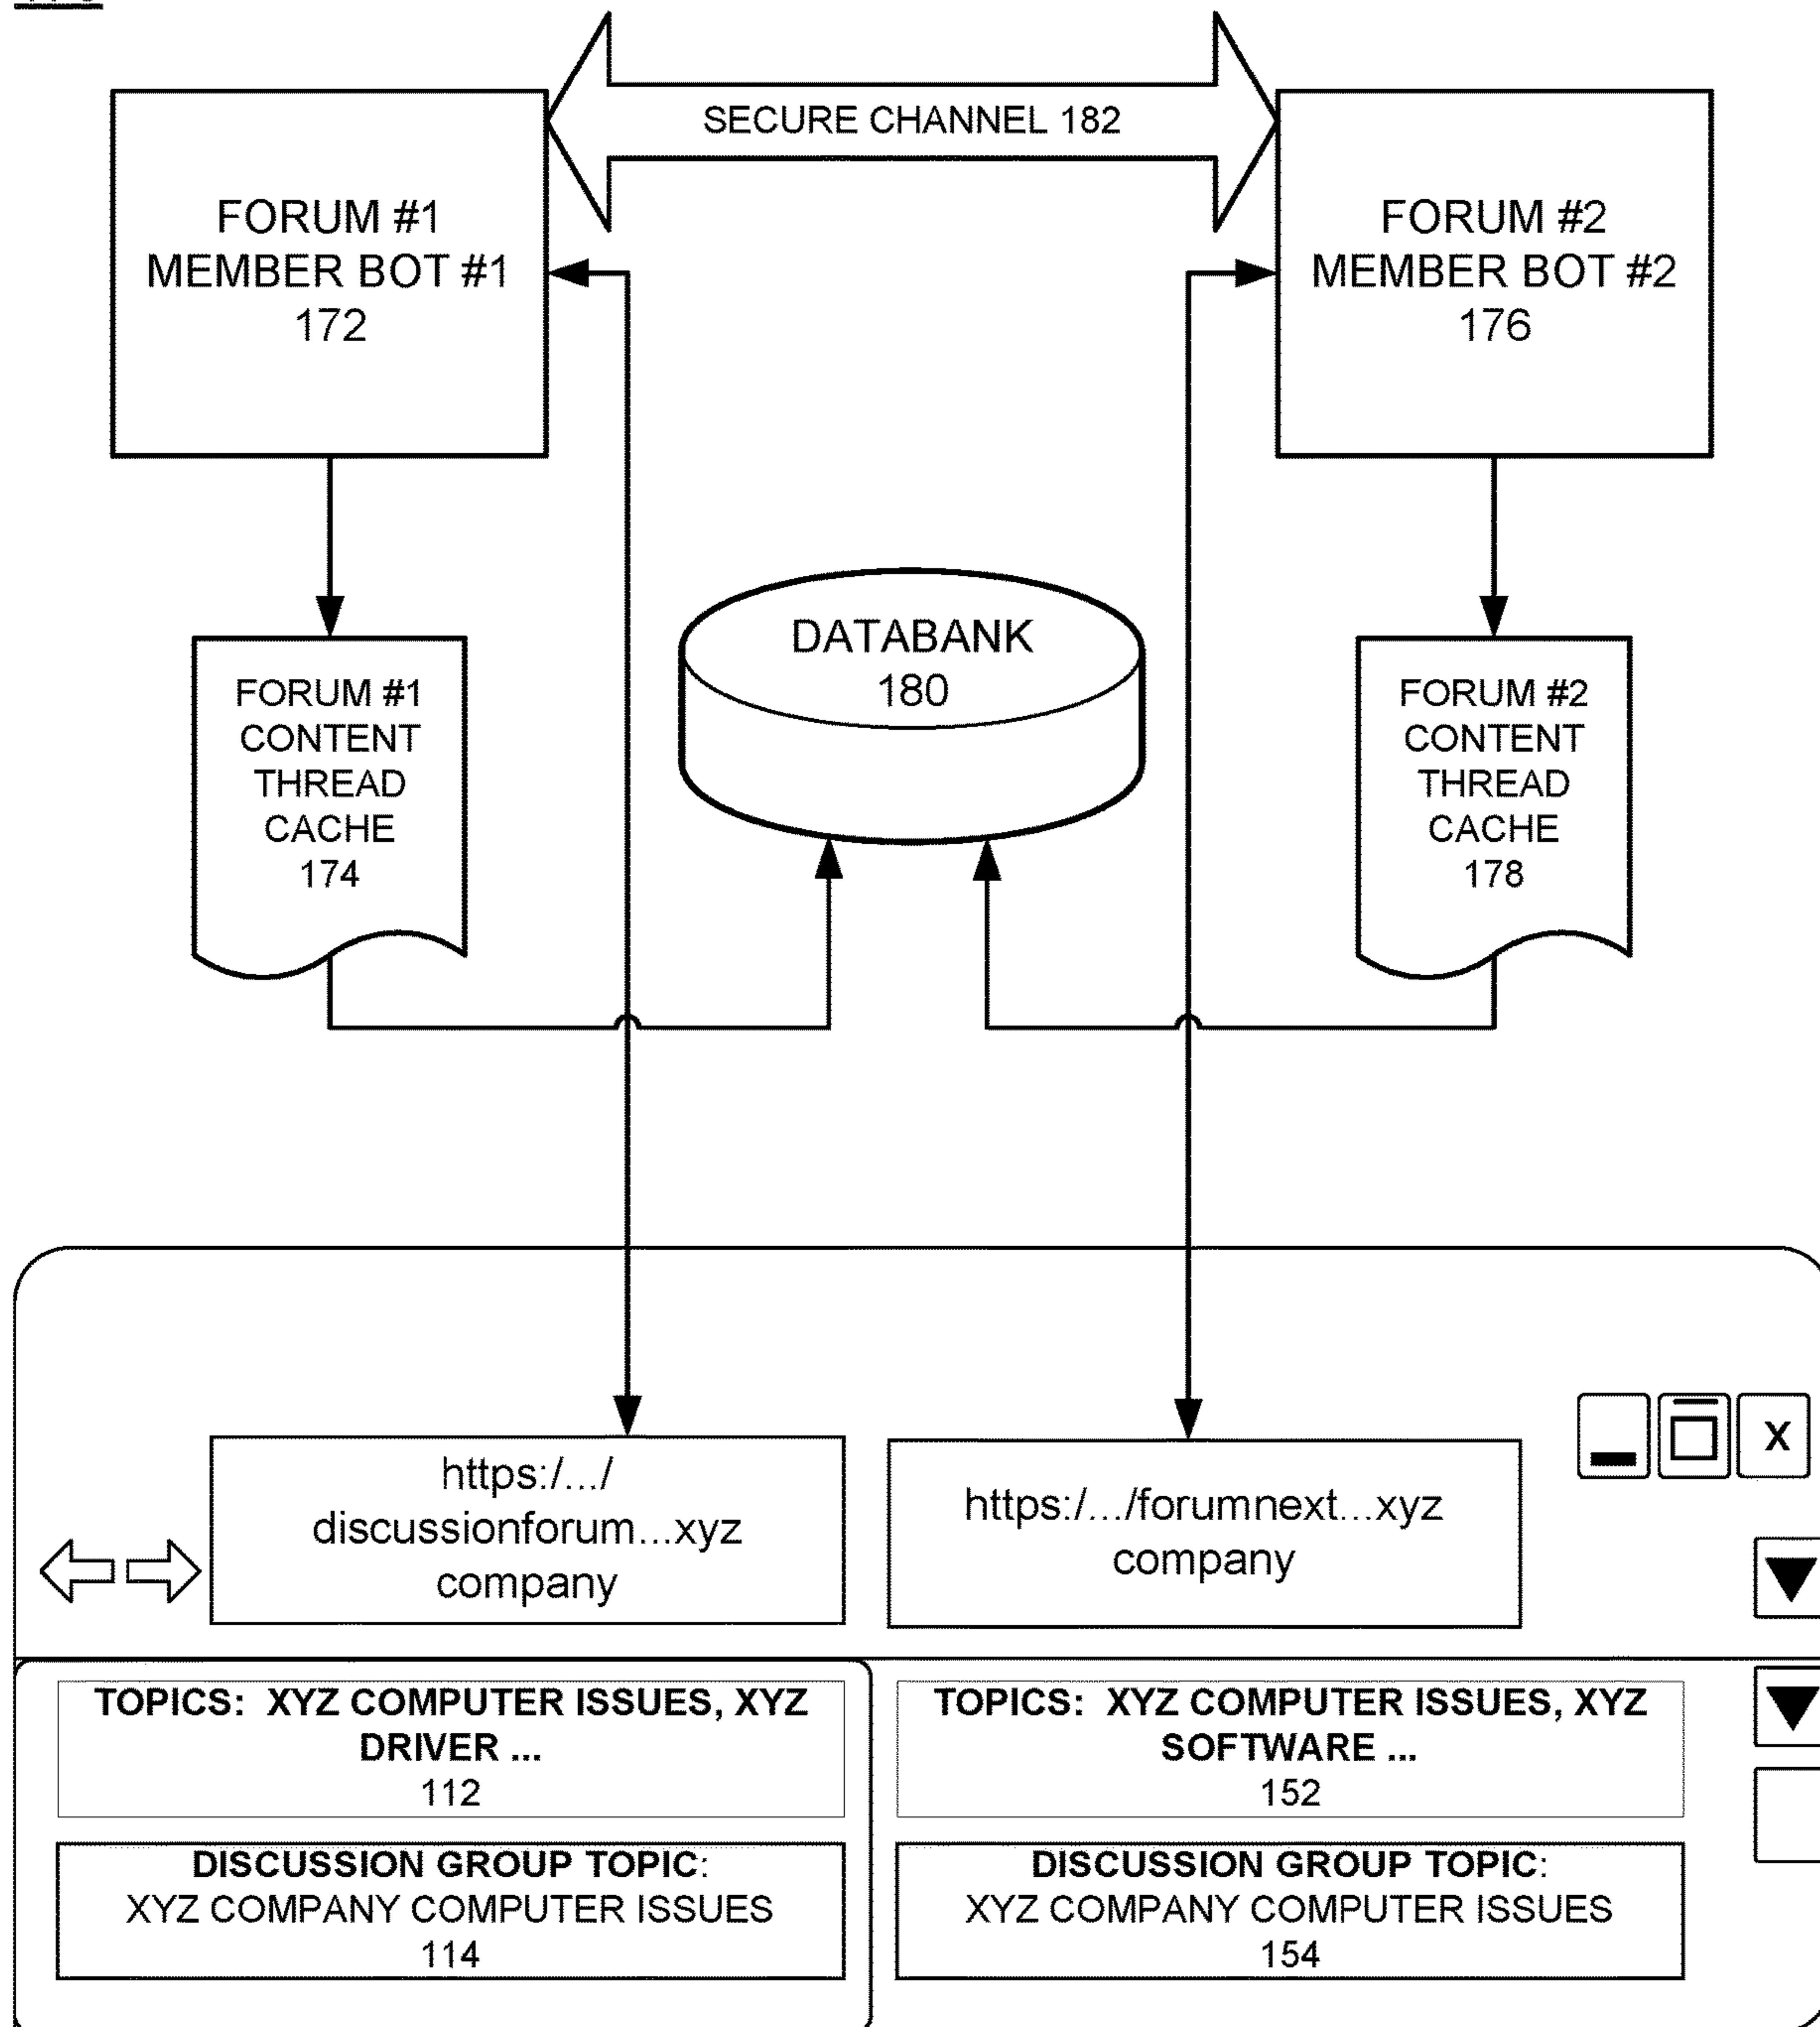 SECURE CHANNEL 182
FORUM #1
MEMBER BOT #1
172
FORUM #2
MEMBER BOT #2
176
DATABANK
180
FORUM #1
CONTENT
THREAD
CACHE
174
FORUM #2
CONTENT
THREAD
CACHE
178
https:/.../
discussionforum...xyz
company
https:/.../forumnext...xyz
company
X
TOPICS: XYZ COMPUTER ISSUES, XYZ
DRIVER ...
112
TOPICS: XYZ COMPUTER ISSUES, XYZ
SOFTWARE ...
152
DISCUSSION GROUP TOPIC:
XYZ COMPANY COMPUTER ISSUES
114
DISCUSSION GROUP TOPIC:
XYZ COMPANY COMPUTER ISSUES
154